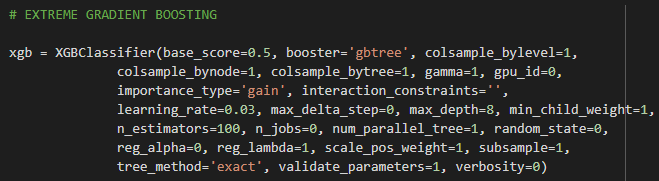 # EXTREME GRADIENT BOOSTING
xgb = XGBClassifier(base_score=0.5, booster='gbtree', colsample_bylevel=1,
colsample_bynode=1, colsample_bytree=1, gamma=1, gpu_id=0,
importance_type='gain', interaction_constraints='',
learning_rate=0.03, max_delta_step=0, max_depth=8, min_child_weight=1,
n_estimators=100, n_jobs=0, num_parallel_tree=1, random_state=0,
reg_alpha=0, reg_lambda=1, scale_pos_weight=1, subsample=1,
tree_method='exact', validate_parameters=1, verbosity=0)